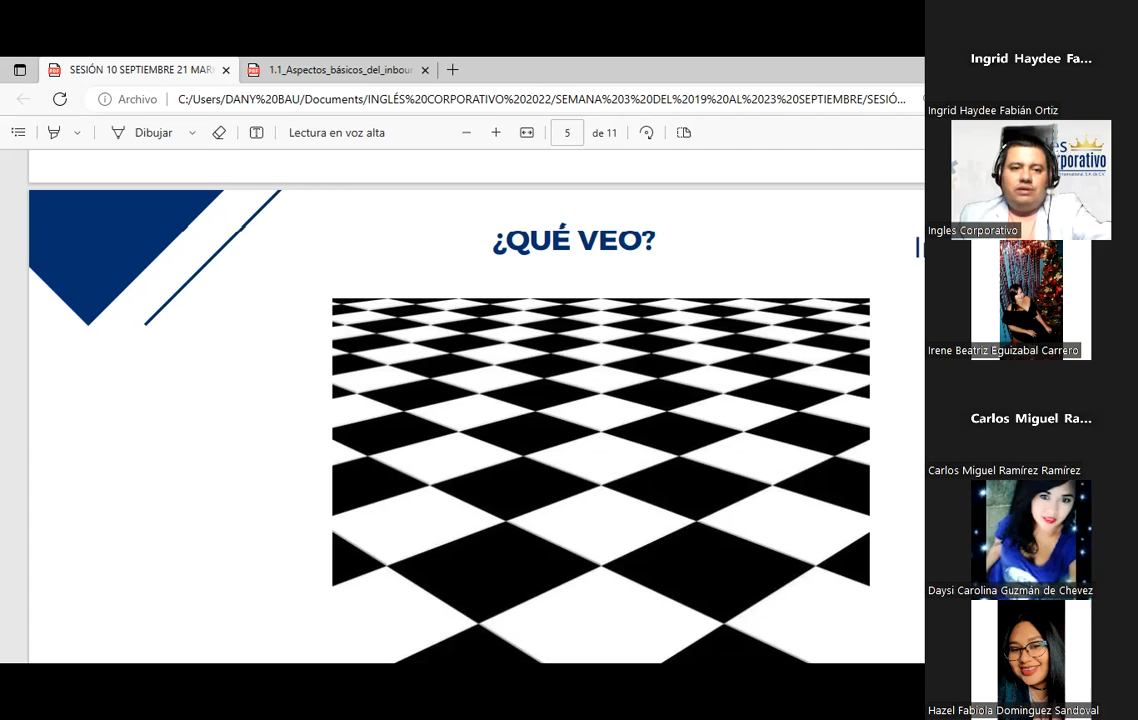 SESIÓN 10 SEPTIEMBRE 21 MAR
1.1_Aspectos_básicos_del_inbour
Archivo
C:/Users/DANY%20BAU/Documents/INGLÉS%20CORPORATIVO%202022/SEMANA%203%20DEL%2019%20AL%2023%20SEPTIEMBRE/SESIÓ...
Dibujar
Lectura en voz alta
5
de 11
¿QUÉ VEO?
Ingrid Haydee Fa...
Ingrid Haydee Fabián Ortiz
es
orporativo
Ingles Corporativo
Irene Beatriz Eguizabal Carrero
Carlos Miguel Ra...
Carlos Miguel Ramírez Ramírez
Daysi Carolina Guzmán de Chevez
Hazel Fabiola Dominguez Sandoval